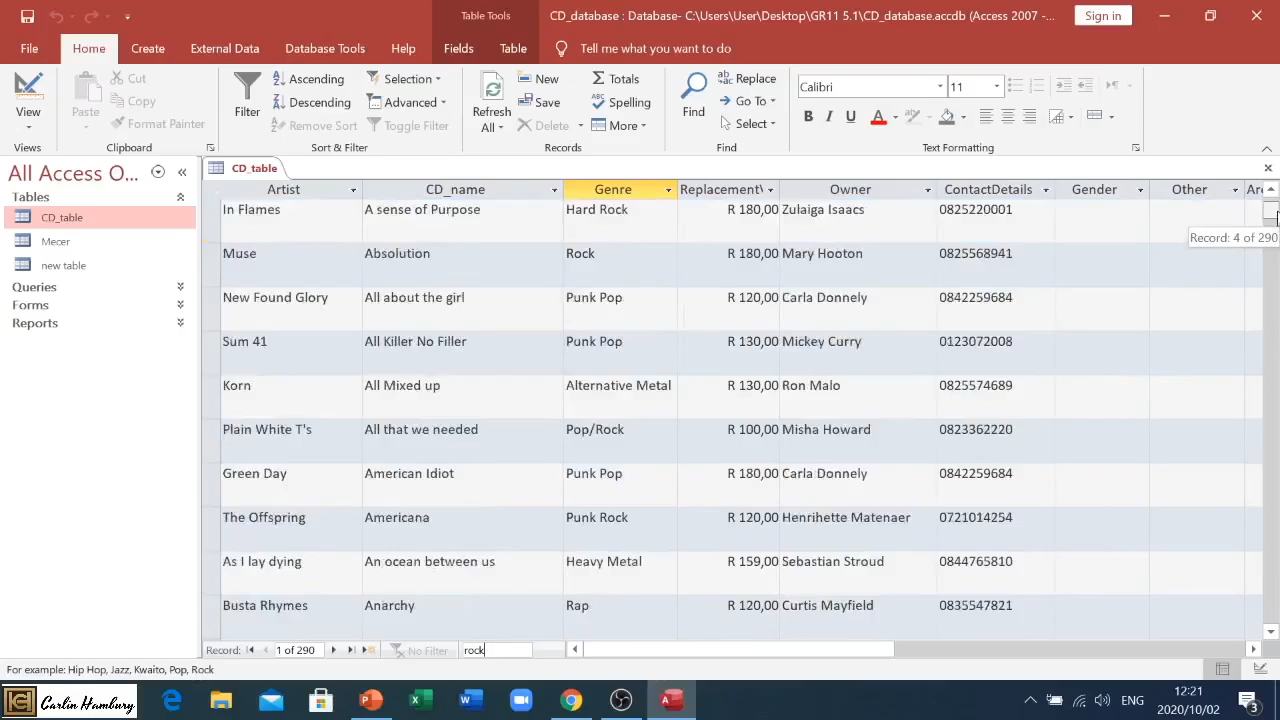 Table Tools
CD_database : Database- C:\Users\User\Desktop\GR11 5.1\CD_database.accdb (Access 2007 -...
Sign in
File Home Create External Data Database Tools Help Fields Table Tell me what you want to do
View
Views
Paste
Cut
Copy
Format Painter
Clipboard
Filter
Ascending
Descending
Remove Sort
Selection
Advanced
Toggle Filter
Sort & Filter
Refresh All
New
Save
Delete
Totals
Spelling
More
Records
Find
Replace
Go To
Select
Find
Calibri 11
B I U A
Text Formatting
All Access O...
Tables
CD_table
Mecer
new table
Queries
Forms
Reports
CD_table
Artist CD_name Genre Replacement Owner ContactDetails Gender Other
In Flames A sense of Purpose Hard Rock R 180,00 Zulaiga Isaacs 0825220001
Record: 4 of 290
Muse Absolution Rock R 180,00 Mary Hooton 0825568941
New Found Glory All about the girl Punk Pop R 120,00 Carla Donnely 0842259684
Sum 41 All Killer No Filler Punk Pop R 130,00 Mickey Curry 0123072008
Korn All Mixed up Alternative Metal R 130,00 Ron Malo 0825574689
Plain White T's All that we needed Pop/Rock R 100,00 Misha Howard 0823362220
Green Day American Idiot Punk Pop R 180,00 Carla Donnely 0842259684
The Offspring Americana Punk Rock R 120,00 Henrihette Matenaer 0721014254
As I lay dying An ocean between us Heavy Metal R 159,00 Sebastian Stroud 0844765810
Busta Rhymes Anarchy Rap R 120,00 Curtis Mayfield 0835547821
Record: 1 of 290 No Filter rock
For example: Hip Hop, Jazz, Kwaito, Pop, Rock
Carlin Hambury
ENG
12:21
2020/10/02
3